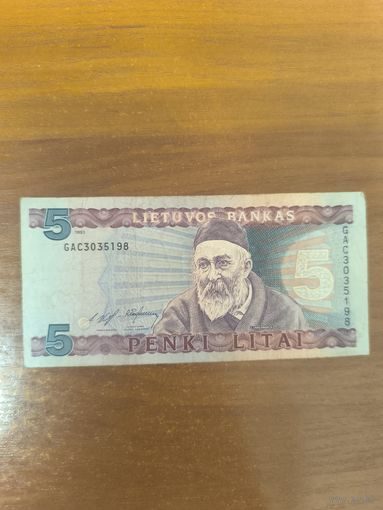 LIETUVOS BANKAS
5
1993
GAC3035198
5
GAC3035198
5
PENKI LITAI